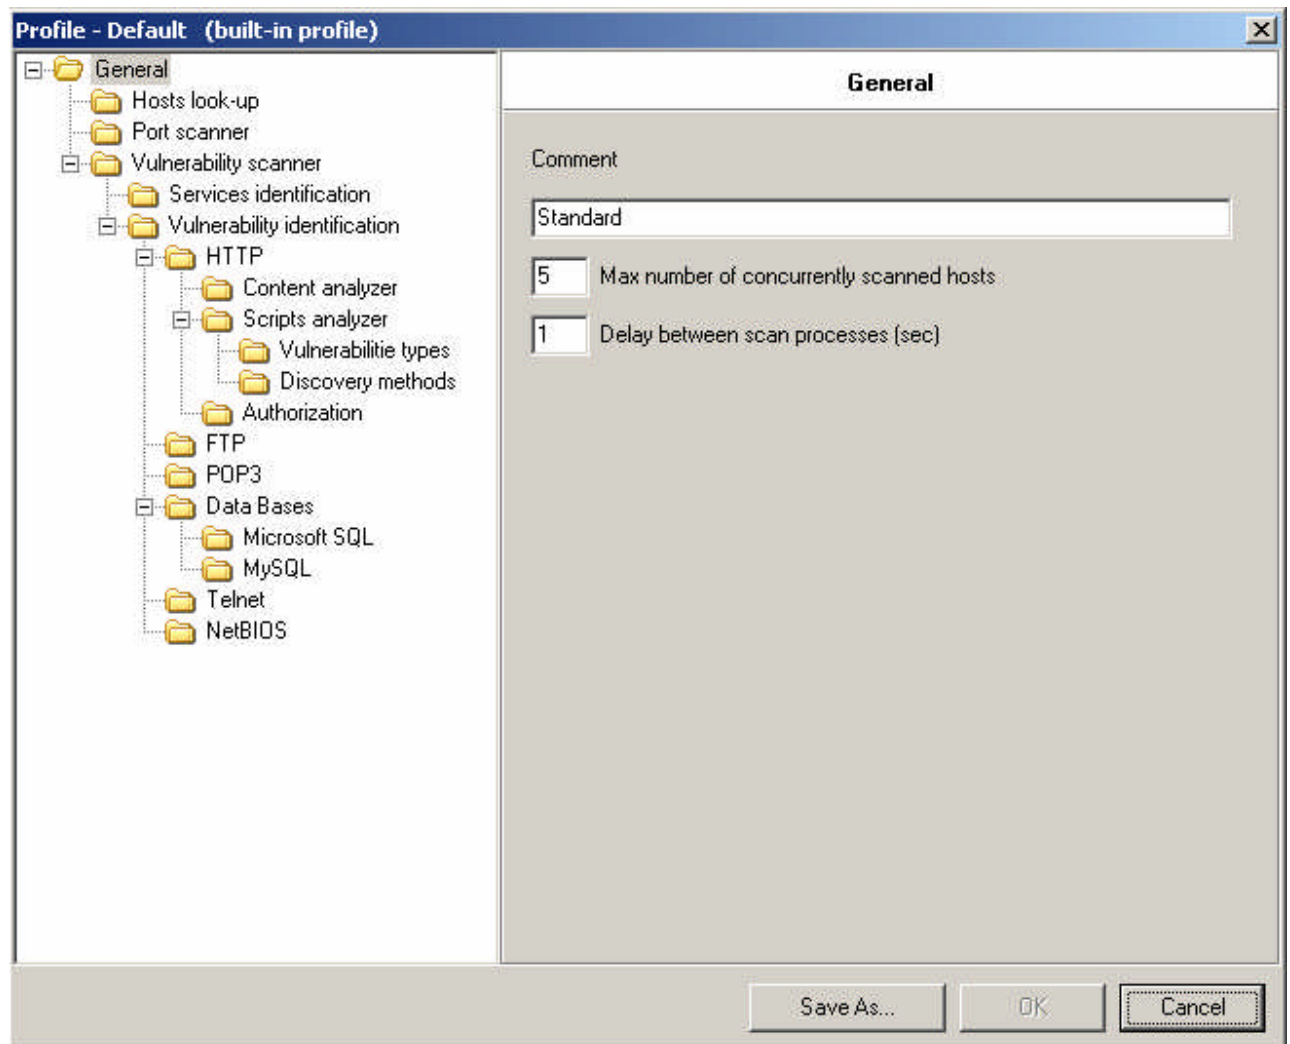 Profile - Default (built-in profile)
General
Hosts look-up
Port scanner
Vulnerability scanner
Services identification
Vulnerability identification
HTTP
Content analyzer
Scripts analyzer
Vulnerabilitie types
Discovery methods
Authorization
FTP
POP3
Data Bases
Microsoft SQL
MySQL
Telnet
NetBIOS
General
Comment
Standard
5 Max number of concurrently scanned hosts
1 Delay between scan processes (sec)
Save As... OK Cancel